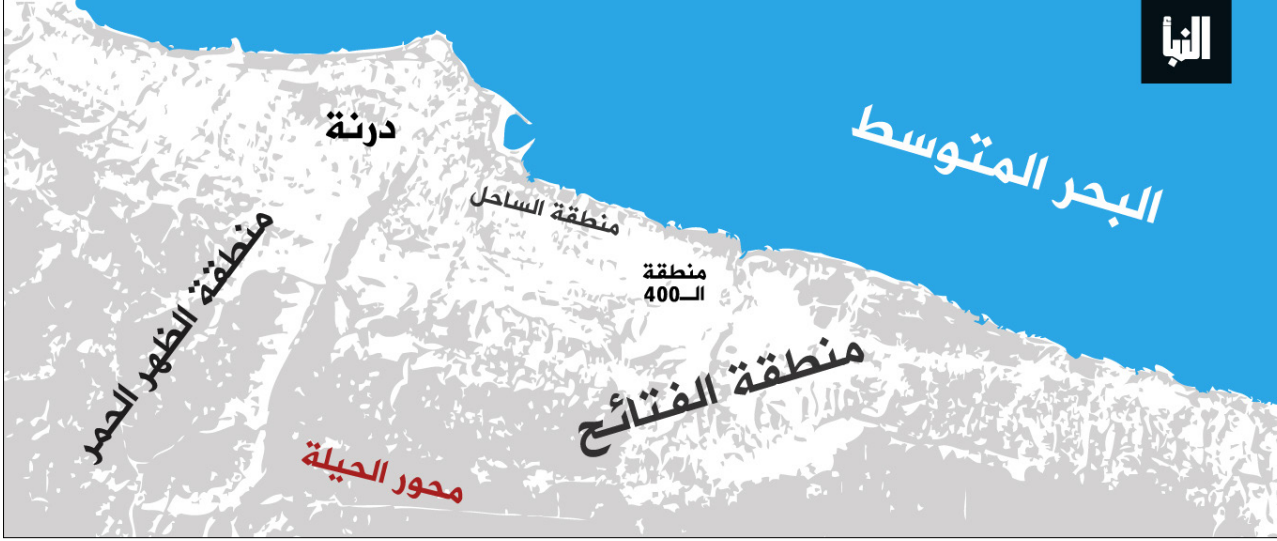 النبأ
البحر المتوسط
درنة
منطقة الساحل
منطقة
الـ400
منطقة الظهر الحمر
منطقة الفتائح
محور الحيلة